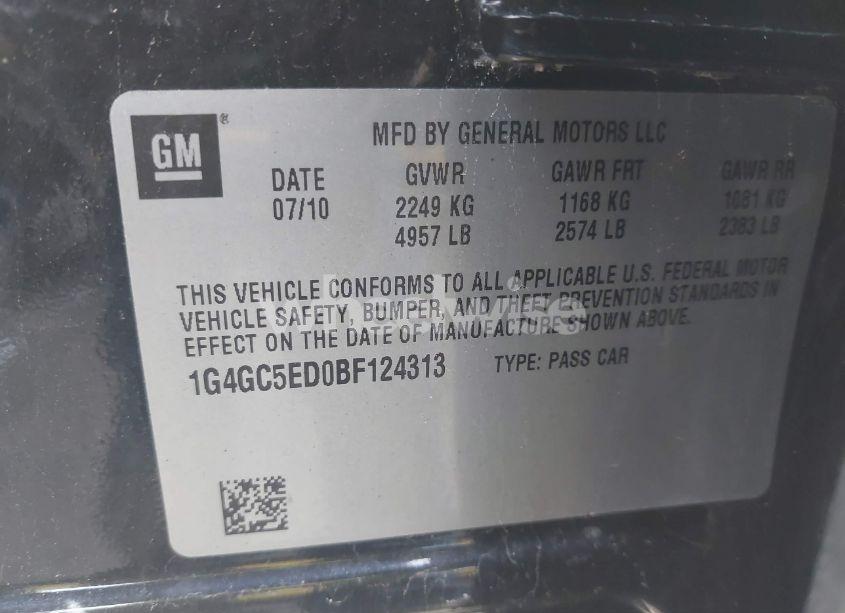 GM®
MFD BY GENERAL MOTORS LLC
DATE GVWR GAWR FRT GAWR RR
07/10 2249 KG 1168 KG 1081 KG
4957 LB 2574 LB 2383 LB
THIS VEHICLE CONFORMS TO ALL APPLICABLE U.S. FEDERAL MOTOR
VEHICLE SAFETY, BUMPER, AND THEFT PREVENTION STANDARDS IN
EFFECT ON THE DATE OF MANUFACTURE SHOWN ABOVE.
1G4GC5ED0BF124313 TYPE: PASS CAR